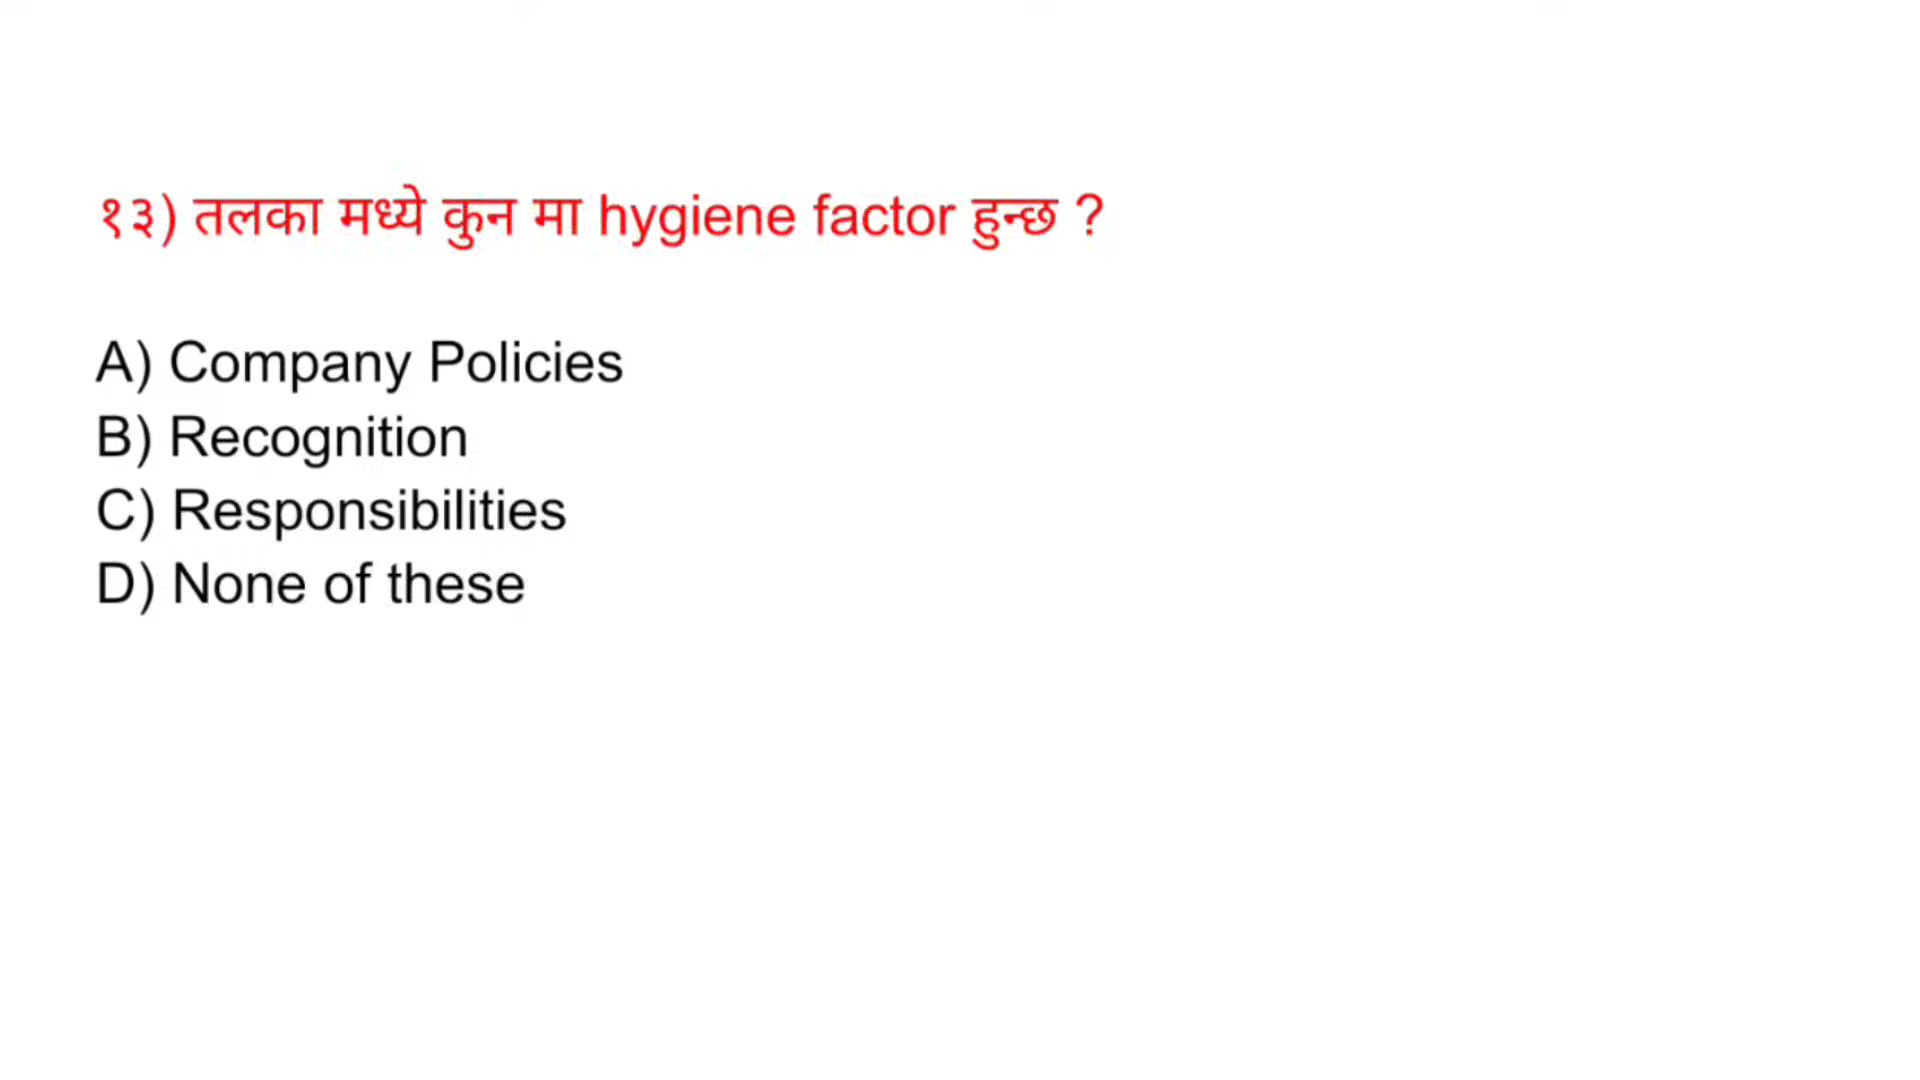 १३) तलका मध्ये कुन मा hygiene factor हुन्छ ?
A) Company Policies
B) Recognition
C) Responsibilities
D) None of these